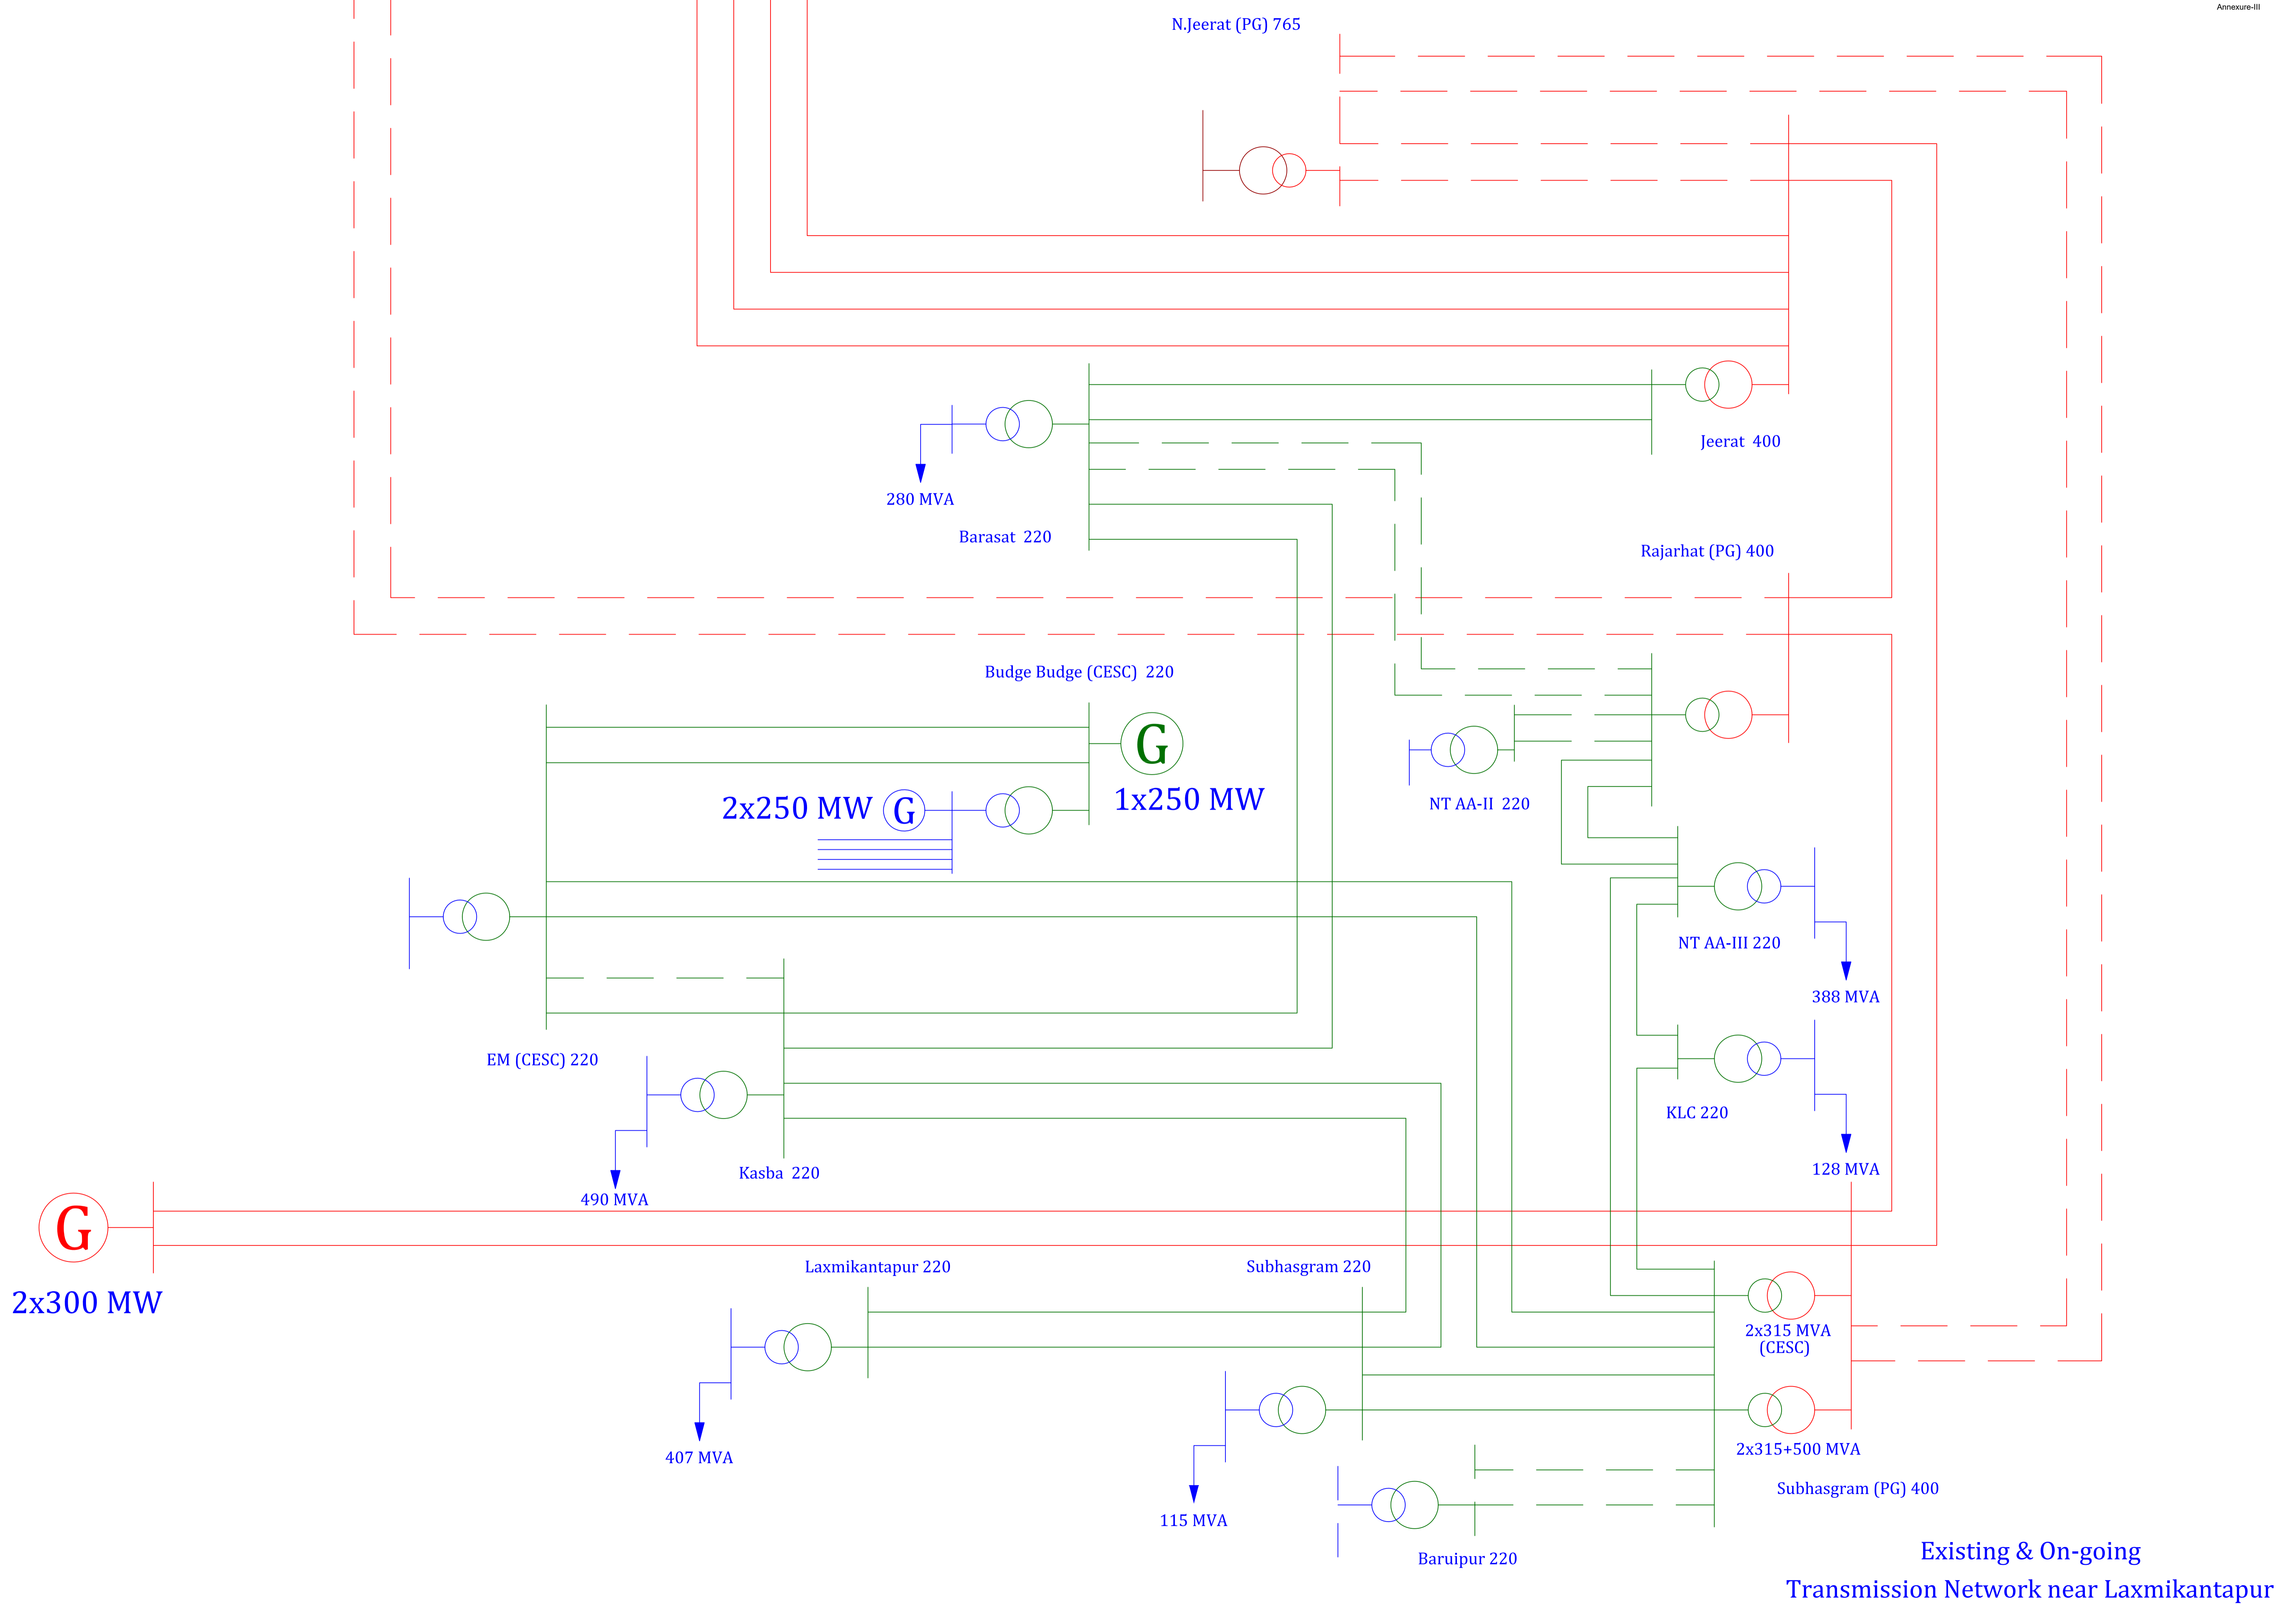 Annexure-III
N.Jeerat (PG) 765
Jeerat  400
280 MVA
Barasat  220
Rajarhat (PG) 400
Budge Budge (CESC)  220
G
2x250 MW
G
1x250 MW
NT AA-II  220
NT AA-III 220
388 MVA
EM (CESC) 220
KLC 220
128 MVA
Kasba  220
490 MVA
G
2x300 MW
Laxmikantapur 220
Subhasgram 220
2x315 MVA
(CESC)
407 MVA
2x315+500 MVA
Subhasgram (PG) 400
115 MVA
Baruipur 220
Existing & On-going
Transmission Network near Laxmikantapur